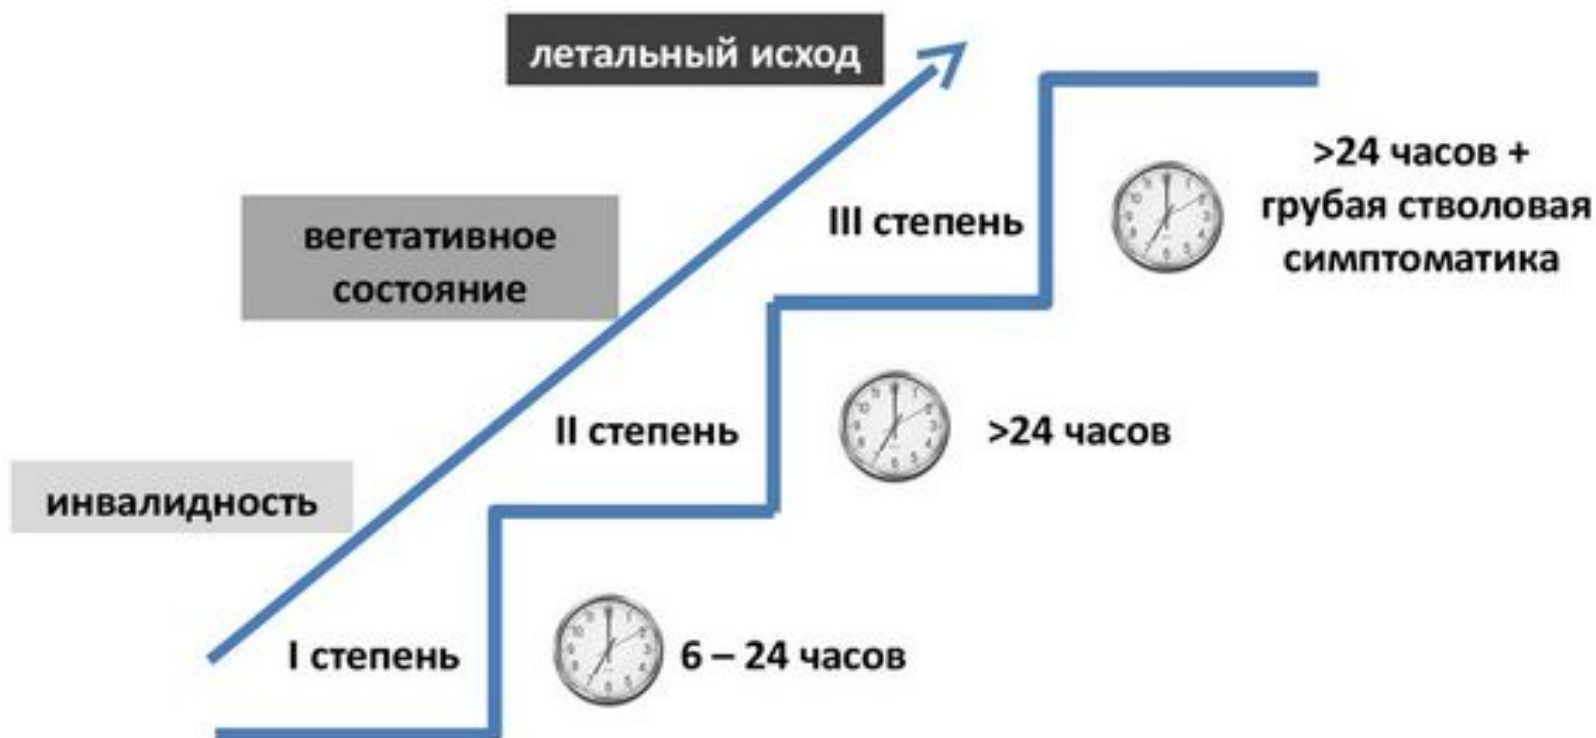 летальный исход
>24 часов +
грубая стволовая
симптоматика
III степень
вегетативное
состояние
II степень
>24 часов
инвалидность
I степень
6 – 24 часов